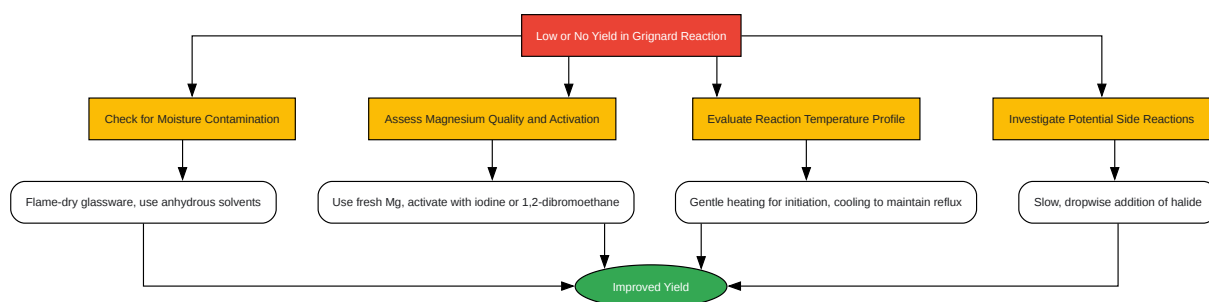 Low or No Yield in Grignard Reaction
Check for Moisture Contamination
Assess Magnesium Quality and Activation
Evaluate Reaction Temperature Profile
Investigate Potential Side Reactions
Flame-dry glassware, use anhydrous solvents
Use fresh Mg, activate with iodine or 1,2-dibromoethane
Gentle heating for initiation, cooling to maintain reflux
Slow, dropwise addition of halide
Improved Yield